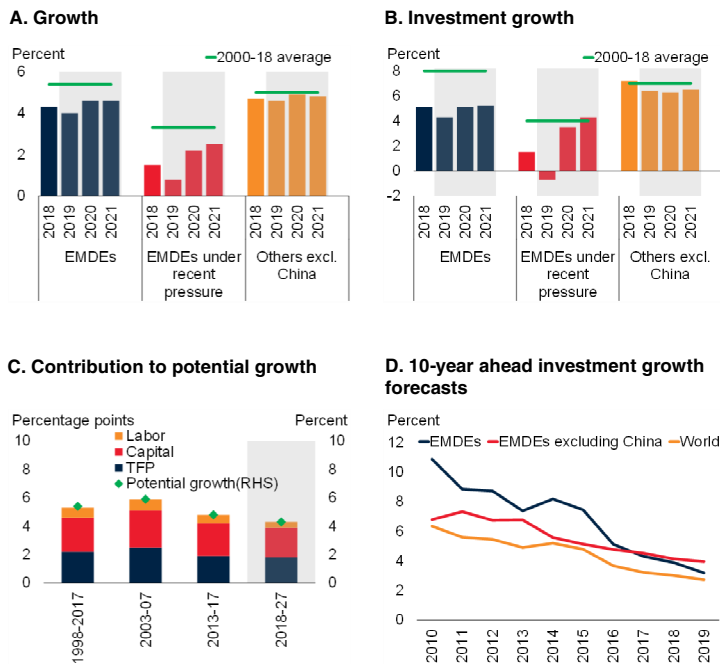 A. Growth
Percent
2000-18 average
6
4
2
0
2018
2019
2020
2021
2018
2019
2020
2021
2018
2019
2020
2021
EMDEs
EMDEs under
recent
pressure
Others excl.
China
B. Investment growth
Percent
2000-18 average
8
6
4
2
0
-2
2018
2019
2020
2021
2018
2019
2020
2021
2018
2019
2020
2021
EMDEs
EMDEs under
recent
pressure
Others excl.
China
C. Contribution to potential growth
Percentage points
Percent
Labor
Capital
TFP
Potential growth(RHS)
10
8
6
4
2
0
10
8
6
4
2
0
1998-2017
2003-07
2013-17
2018-27
D. 10-year ahead investment growth
forecasts
Percent
EMDEs
EMDEs excluding China
World
12
10
8
6
4
2
0
2010
2011
2012
2013
2014
2015
2016
2017
2018
2019